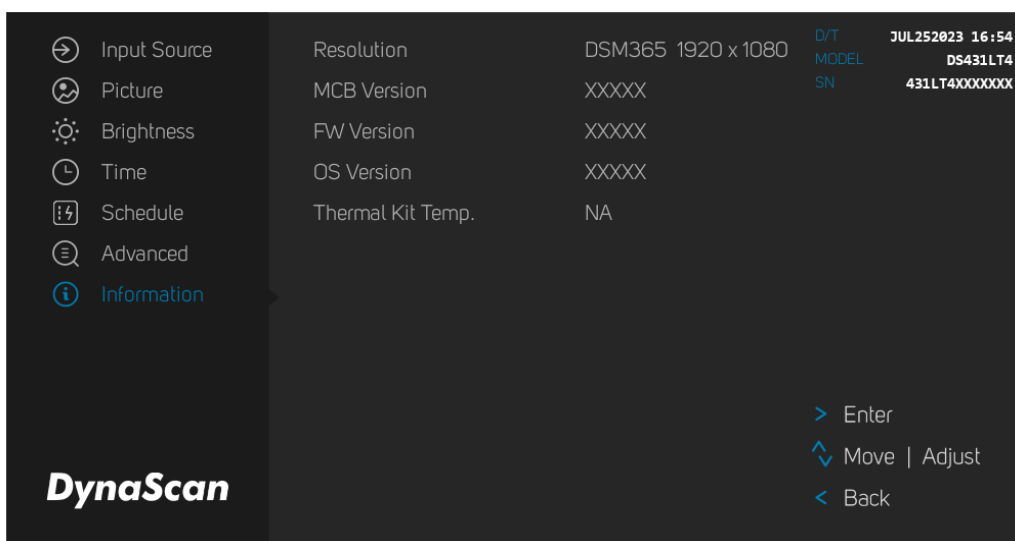 Input Source
Picture
Brightness
Time
Schedule
Advanced
Information
DynaScan
Resolution DSM365 1920 x 1080
MCB Version XXXXX
FW Version XXXXX
OS Version XXXXX
Thermal Kit Temp. NA
D/T JUL252023 16:54
MODEL DS431LT4
SN 431LT4XXXXXXX
> Enter
Move | Adjust
< Back